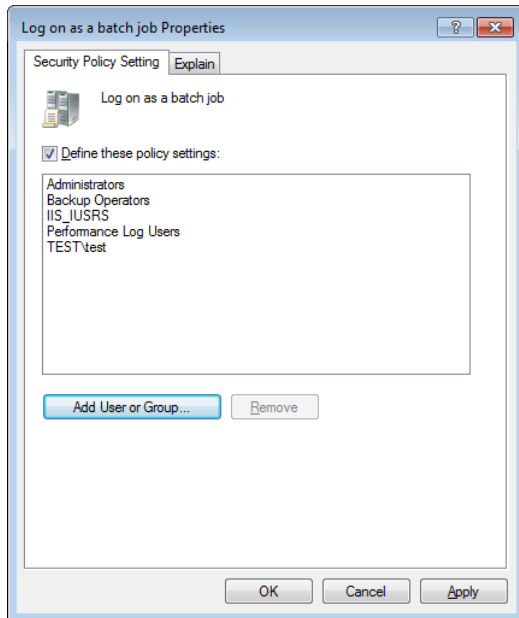 Log on as a batch job Properties
?
Security Policy Setting
Explain
Log on as a batch job
Define these policy settings:
Administrators
Backup Operators
IIS_IUSRS
Performance Log Users
TEST\test
Add User or Group...
Remove
OK
Cancel
Apply